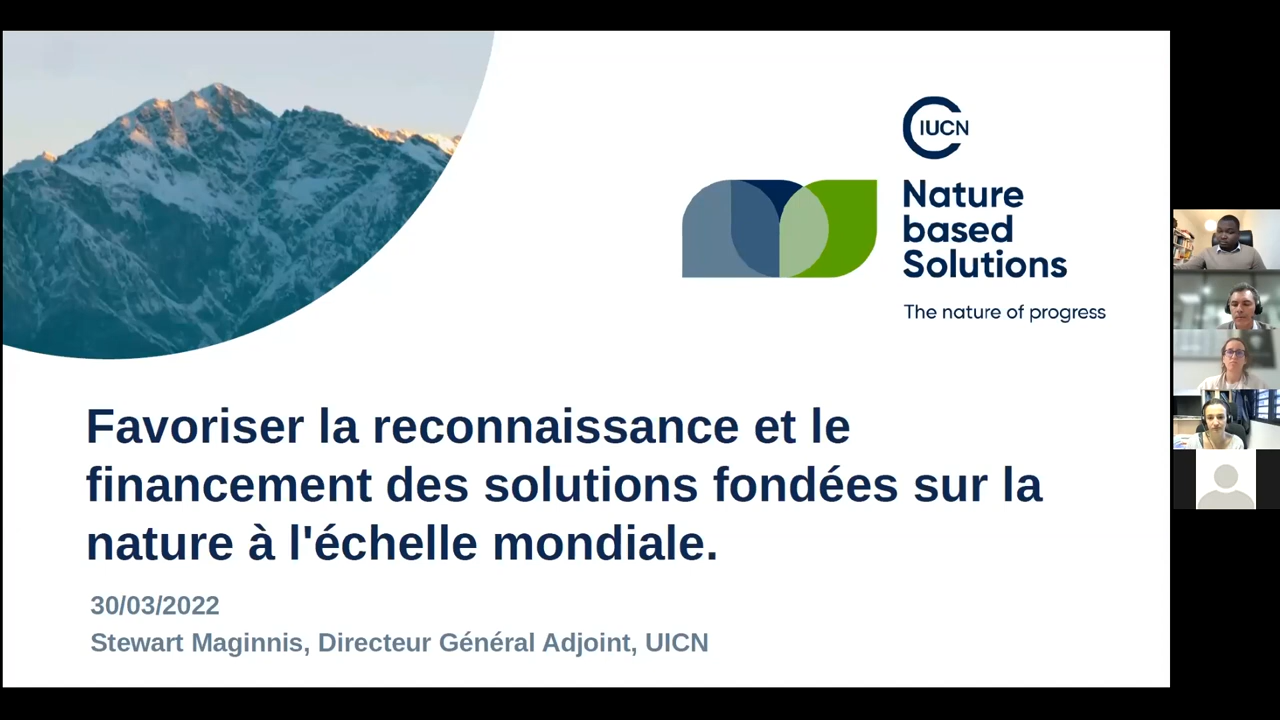 IUCN
Nature
based
Solutions
The nature of progress
Favoriser la reconnaissance et le
financement des solutions fondées sur la
nature à l'échelle mondiale.
30/03/2022
Stewart Maginnis, Directeur Général Adjoint, UICN